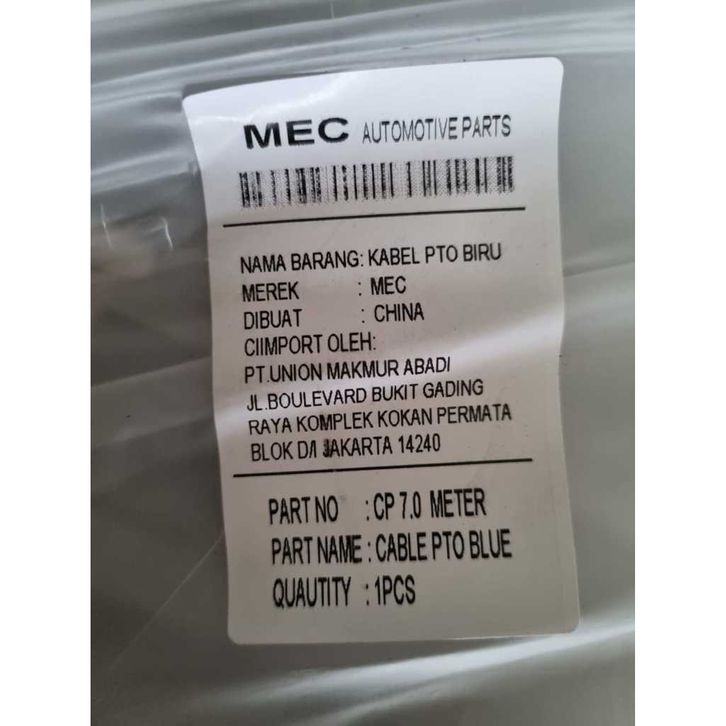 MEC AUTOMOTIVE PARTS
NAMA BARANG: KABEL PTO BIRU
MEREK : MEC
DIBUAT : CHINA
CIIMPORT OLEH:
PT.UNION MAKMUR ABADI
JL.BOULEVARD BUKIT GADING
RAYA KOMPLEK KOKAN PERMATA
BLOK D/I JAKARTA 14240
PART NO : CP 7.0 METER
PART NAME : CABLE PTO BLUE
QUAUTITY : 1PCS